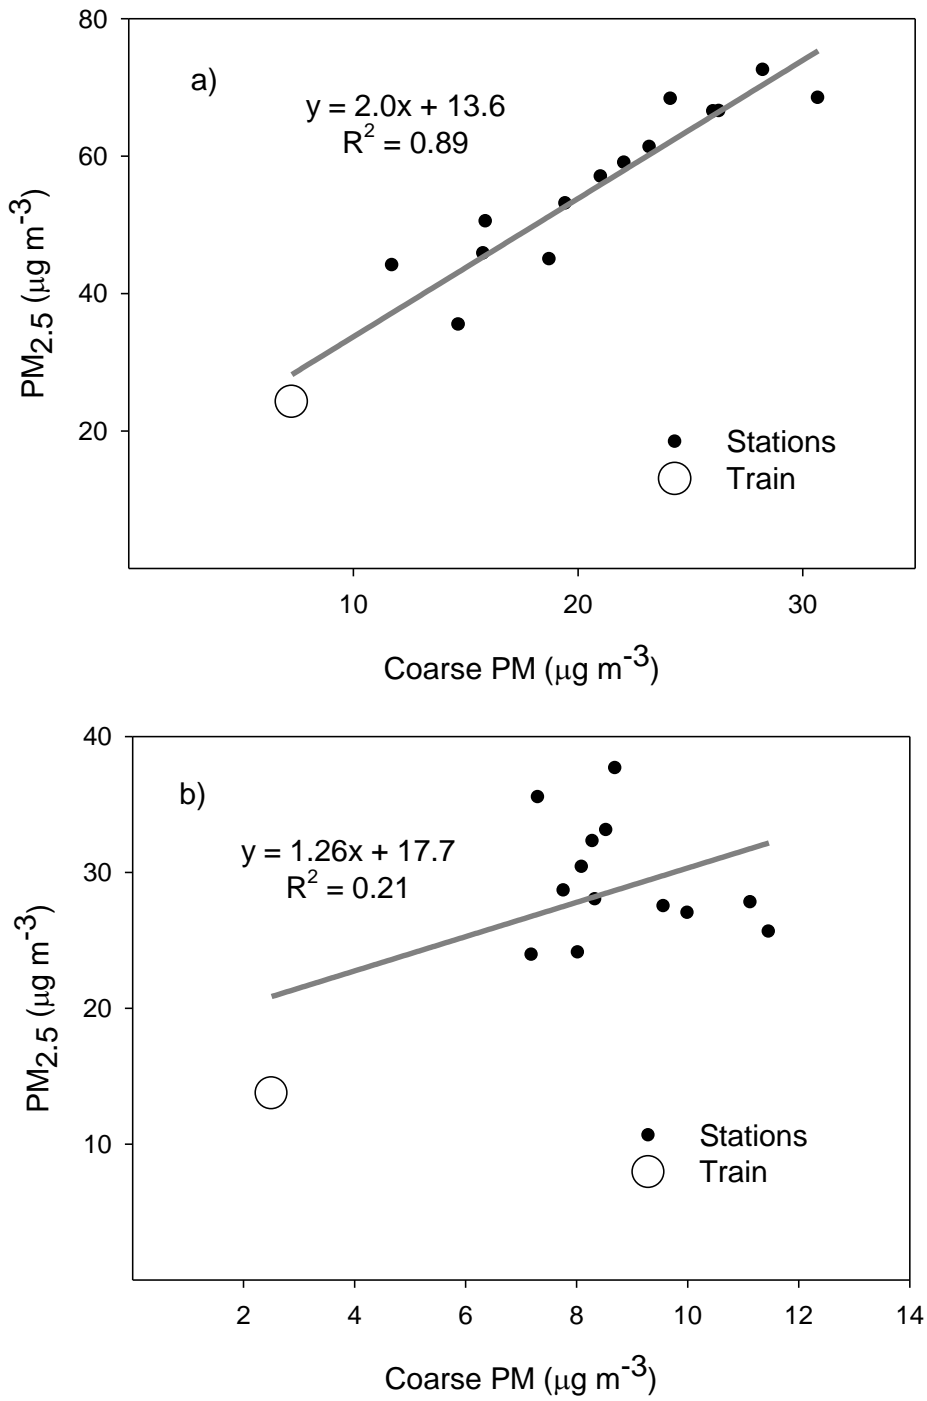 80
a)
y = 2.0x + 13.6
R² = 0.89
60
40
20
PM₂.₅ (μg m⁻³)
Stations
Train
10 20 30
Coarse PM (μg m⁻³)
40
b)
y = 1.26x + 17.7
R² = 0.21
30
20
10
PM₂.₅ (μg m⁻³)
Stations
Train
2 4 6 8 10 12 14
Coarse PM (μg m⁻³)